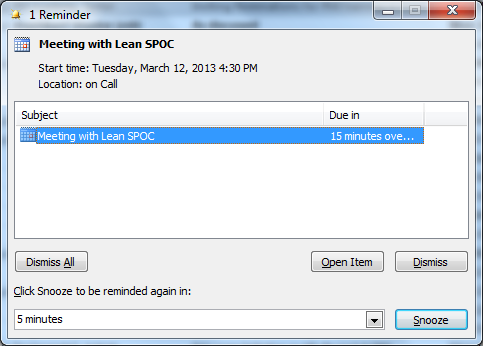 1 Reminder
Meeting with Lean SPOC
Start time: Tuesday, March 12, 2013 4:30 PM
Location: on Call
Subject Due in
Meeting with Lean SPOC 15 minutes ove...
Dismiss All Open Item Dismiss
Click Snooze to be reminded again in:
5 minutes Snooze